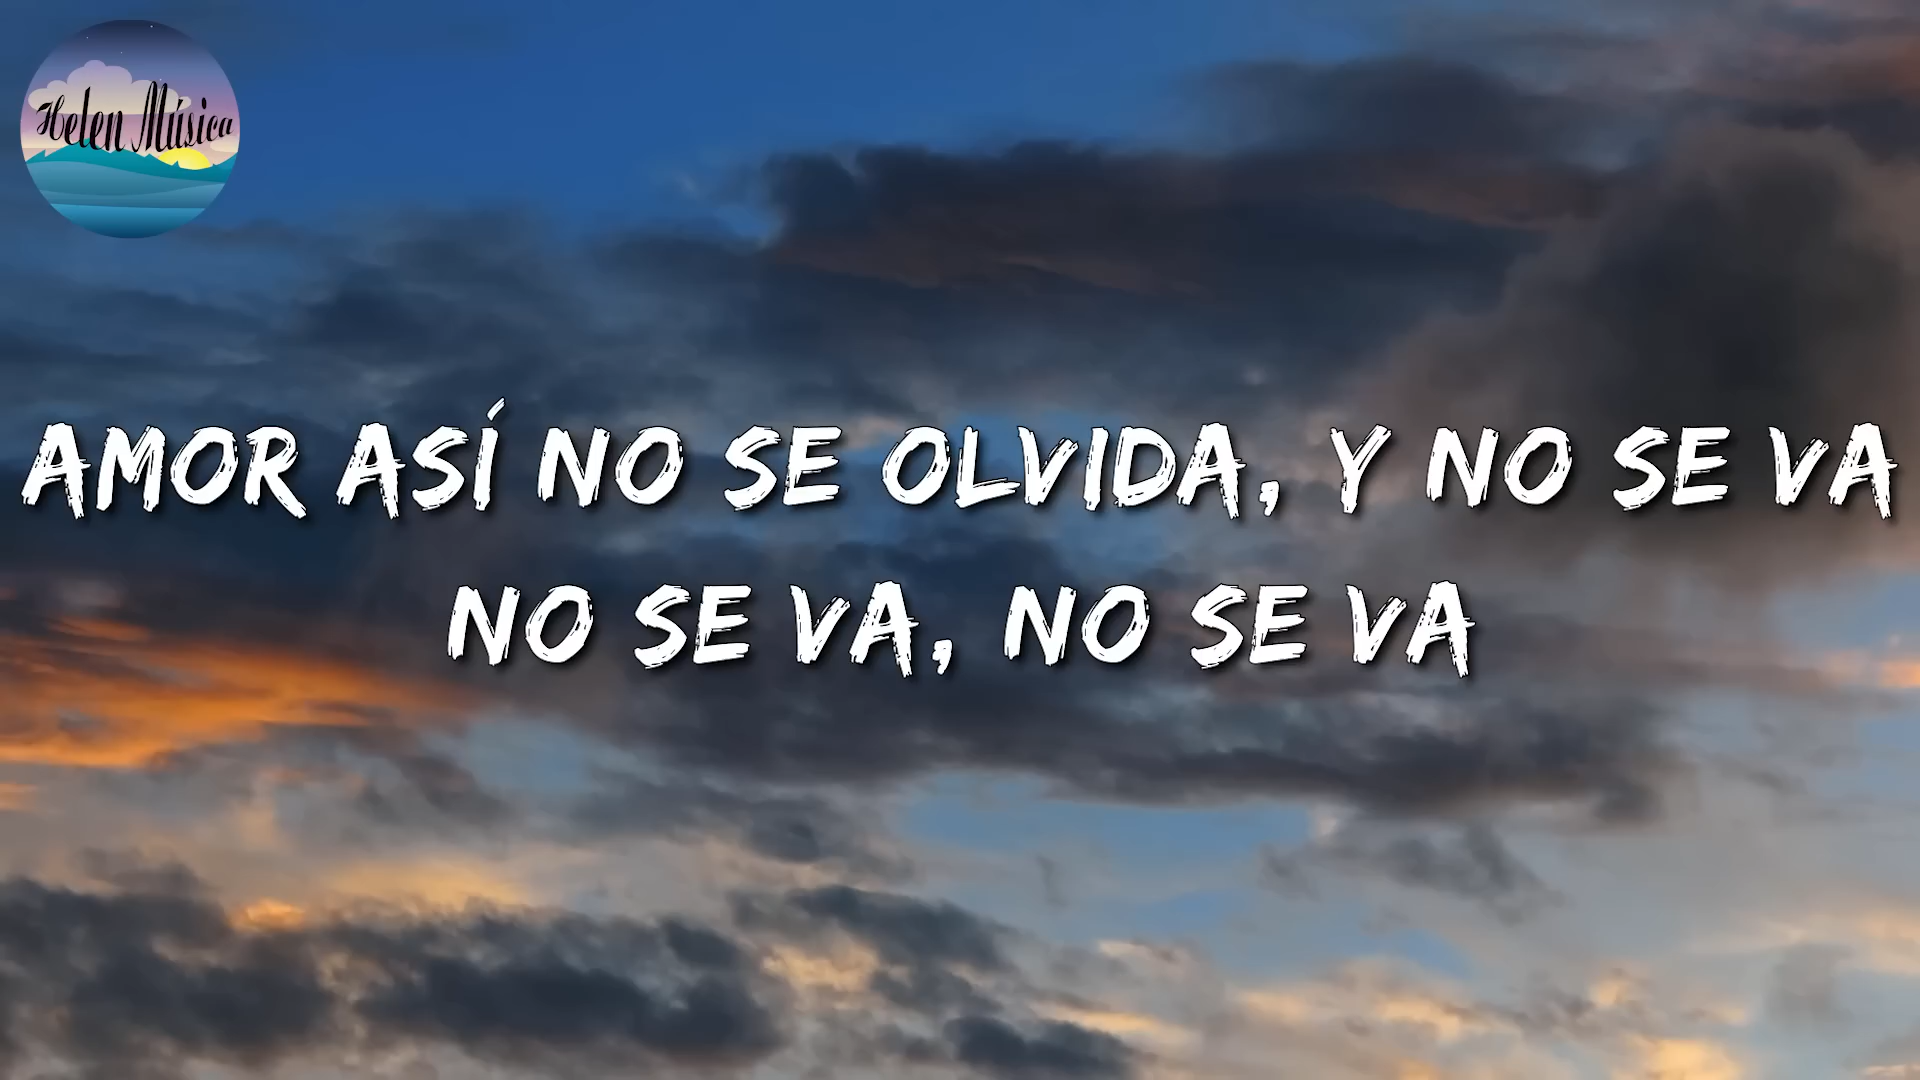 Helen Música
AMOR ASÍ NO SE OLVIDA, Y NO SE VA
NO SE VA, NO SE VA